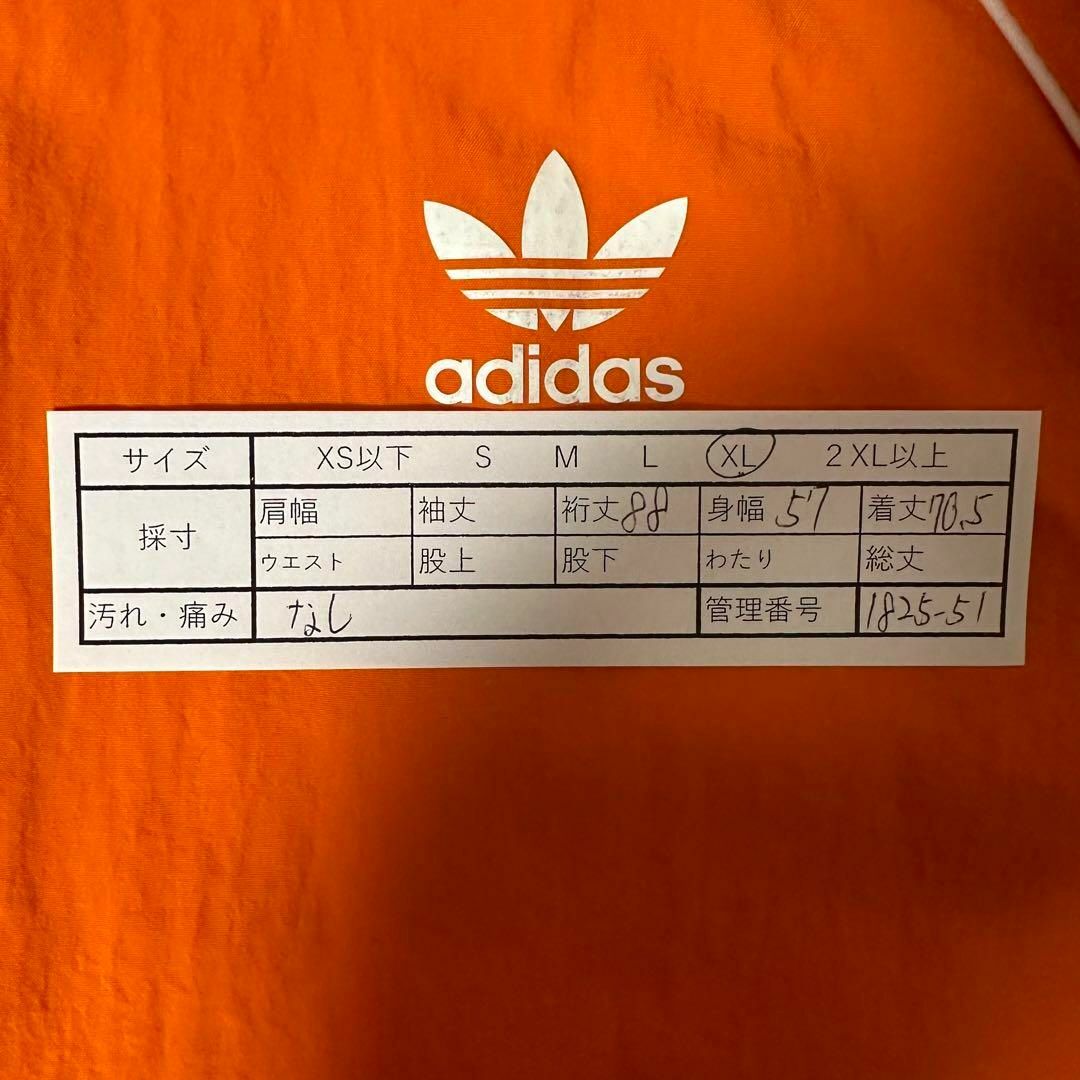 adidas
サイズ XS以下 S M L XL 2XL以上
採寸 肩幅 袖丈 裄丈 88 身幅 57 着丈 70.5
ウエスト 股上 股下 わたり 総丈
汚れ・痛み なし 管理番号 1825-51